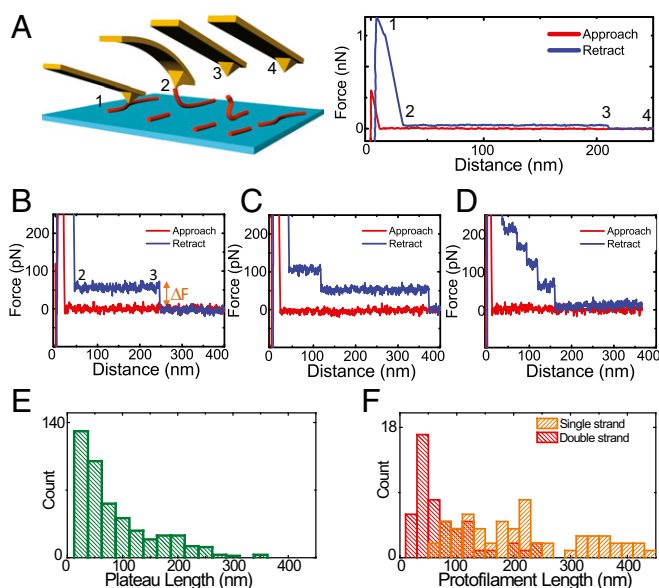 A
1
2
3
4
Force (nN)
1
0
1
2
3
4
Approach
Retract
0
100
200
Distance (nm)
B
Force (pN)
200
100
0
Approach
Retract
2
3
ΔF
0
100
200
300
400
Distance (nm)
C
Force (pN)
200
100
0
Approach
Retract
0
100
200
300
400
Distance (nm)
D
Force (pN)
200
100
0
Approach
Retract
0
100
200
300
400
Distance (nm)
E
Count
140
0
0
100
200
300
400
Plateau Length (nm)
F
Count
18
0
Single strand
Double strand
0
100
200
300
400
Protofilament Length (nm)